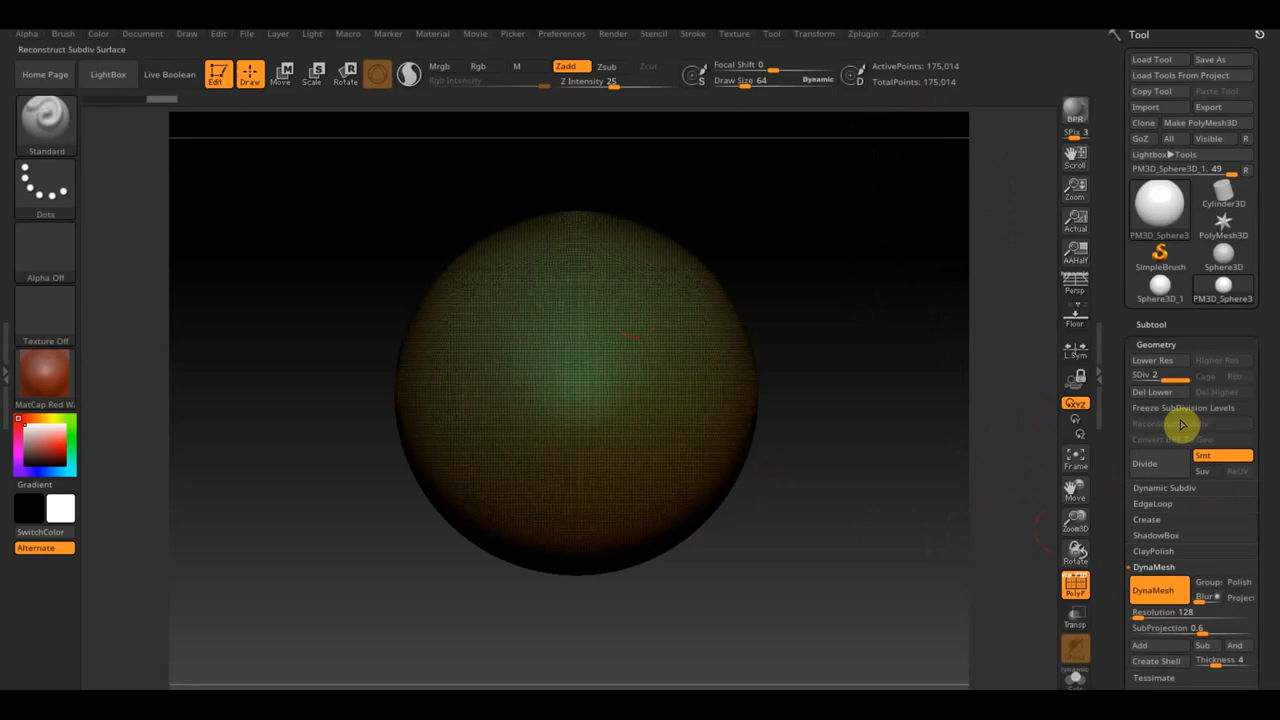 Alpha Brush Color Document Draw Edit File Layer Light Macro Marker Material Movie Picker Preferences Render Stencil Stroke Texture Tool Transform Zplugin Zscript
Tool
Reconstruct Subdiv Surface
Home Page
LightBox
Live Boolean
Edit
Draw
Move
Scale
Rotate
Mrgb Rgb M
Rgb Intensity
Zadd Zsub Zcut
Z Intensity 25
Focal Shift 0
Draw Size 64
Dynamic
ActivePoints: 175,014
TotalPoints: 175,014
Load Tool Save As
Load Tools From Project
Copy Tool Paste Tool
Import Export
Clone Make PolyMesh3D
GoZ All Visible R
Lightbox▶Tools
PM3D_Sphere3D_1. 49 R
PM3D_Sphere3
Cylinder3D
PolyMesh3D
SimpleBrush
Sphere3D
Sphere3D_1
PM3D_Sphere3
Subtool
Geometry
Lower Res Higher Res
SDiv 2 Cage Rstr
Del Lower Del Higher
Freeze SubDivision Levels
Divide
Smt
Suv ReUV
Dynamic Subdiv
EdgeLoop
Crease
ShadowBox
ClayPolish
DynaMesh
DynaMesh
Groups Polish
Blur Project
Resolution 128
SubProjection 0.6
Add Sub And
Create Shell Thickness 4
Tessimate
Standard
Dots
Alpha Off
Texture Off
MatCap Red Wa
Gradient
SwitchColor
Alternate
BPR
SPix 3
Scroll
Zoom
Actual
AAHalf
dynamic
Persp
Floor
L.Sym
XYZ
Frame
Move
Zoom3D
Rotate
PolyF
Transp